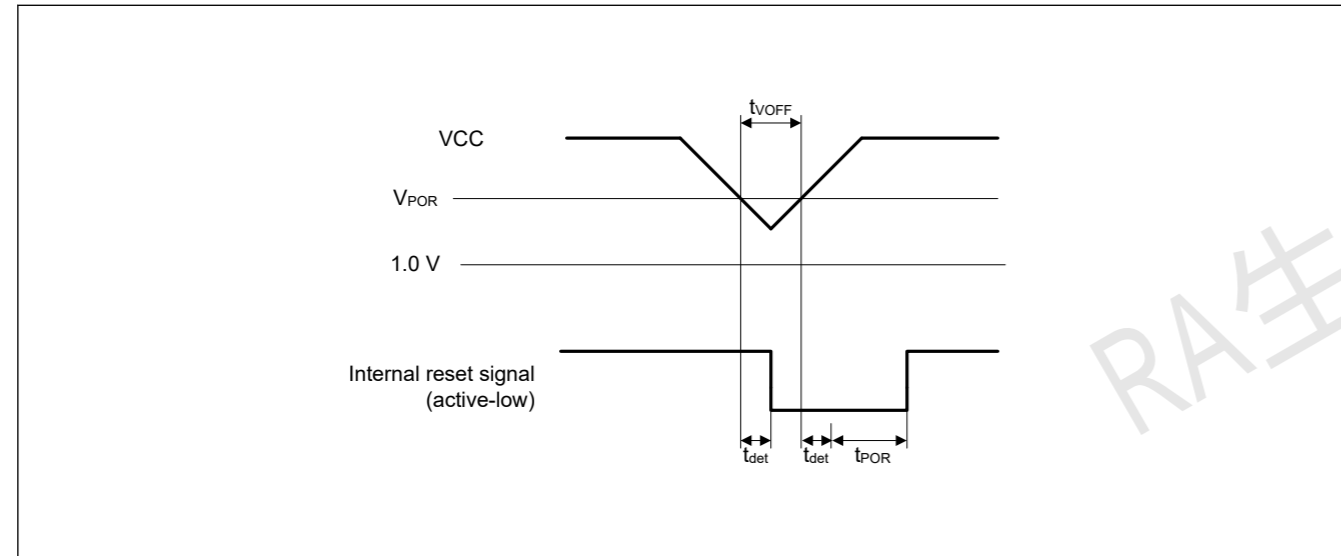 tVOFF
VCC
VPOR
1.0 V
Internal reset signal
(active-low)
tdet
tdet
tPOR
RA生